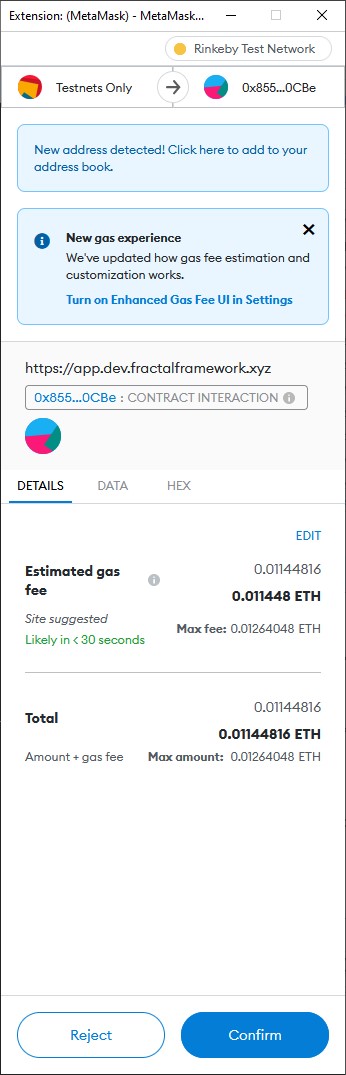 Extension: (MetaMask) - MetaMask...
Rinkeby Test Network
Testnets Only
0x855...0CBe
New address detected! Click here to add to your
address book.
New gas experience
We've updated how gas fee estimation and
customization works.
Turn on Enhanced Gas Fee UI in Settings
https://app.dev.fractalframework.xyz
0x855...0CBe : CONTRACT INTERACTION
DETAILS DATA HEX
EDIT
Estimated gas
fee
0.01144816
0.011448 ETH
Site suggested
Max fee: 0.01264048 ETH
Likely in < 30 seconds
Total
0.01144816
0.01144816 ETH
Amount + gas fee
Max amount: 0.01264048 ETH
Reject
Confirm